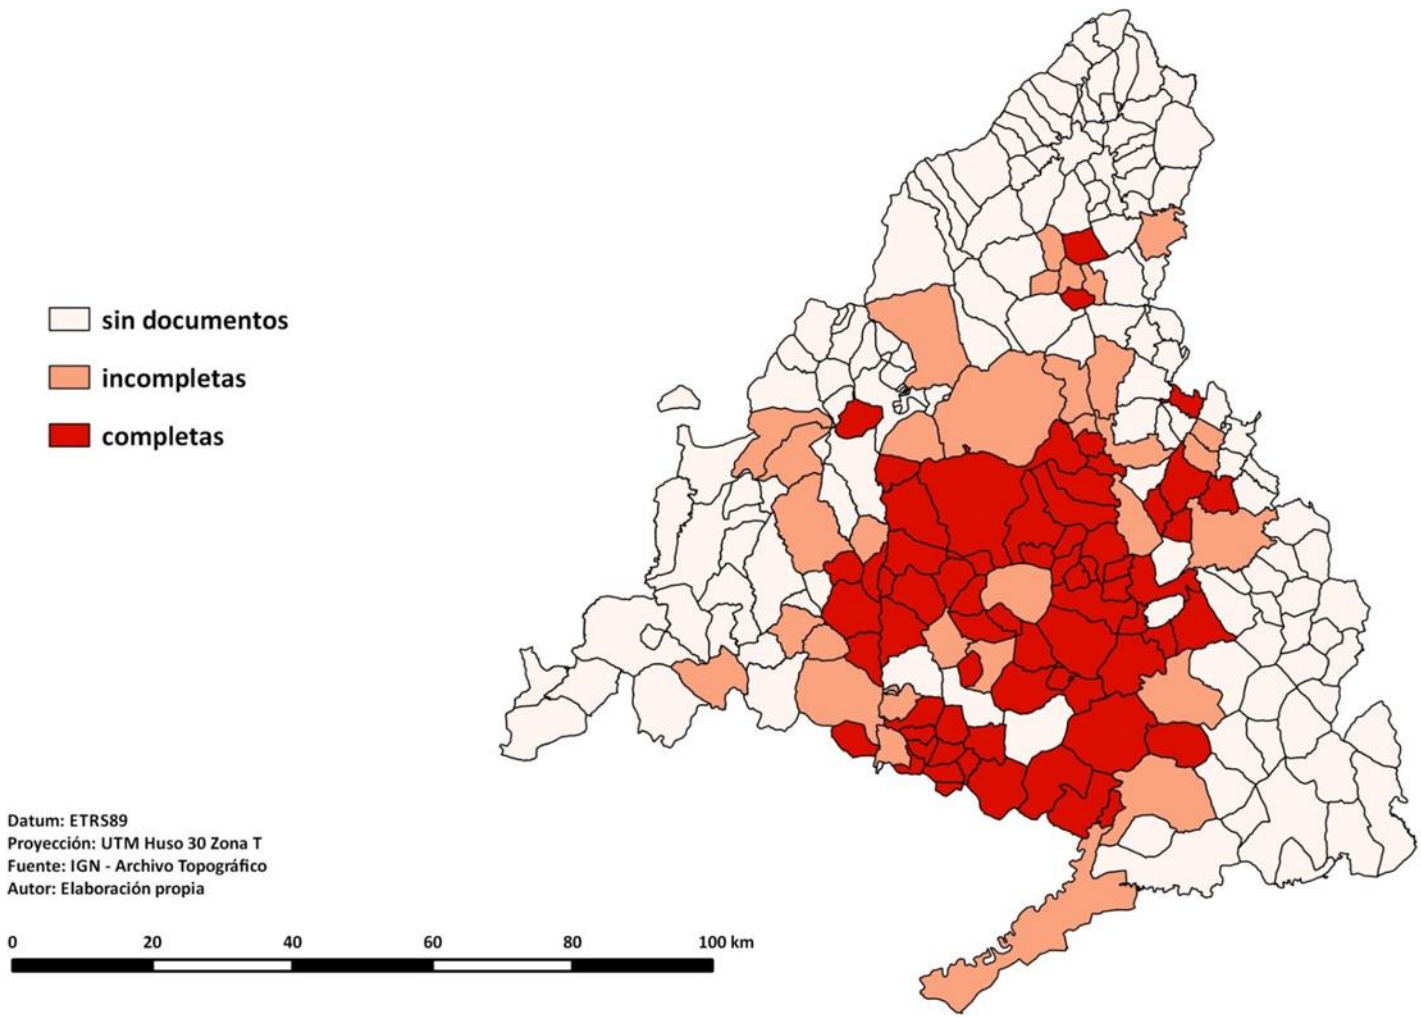 sin documentos
incompletas
completas
Datum: ETRS89
Proyección: UTM Huso 30 Zona T
Fuente: IGN - Archivo Topográfico
Autor: Elaboración propia
0 20 40 60 80 100 km